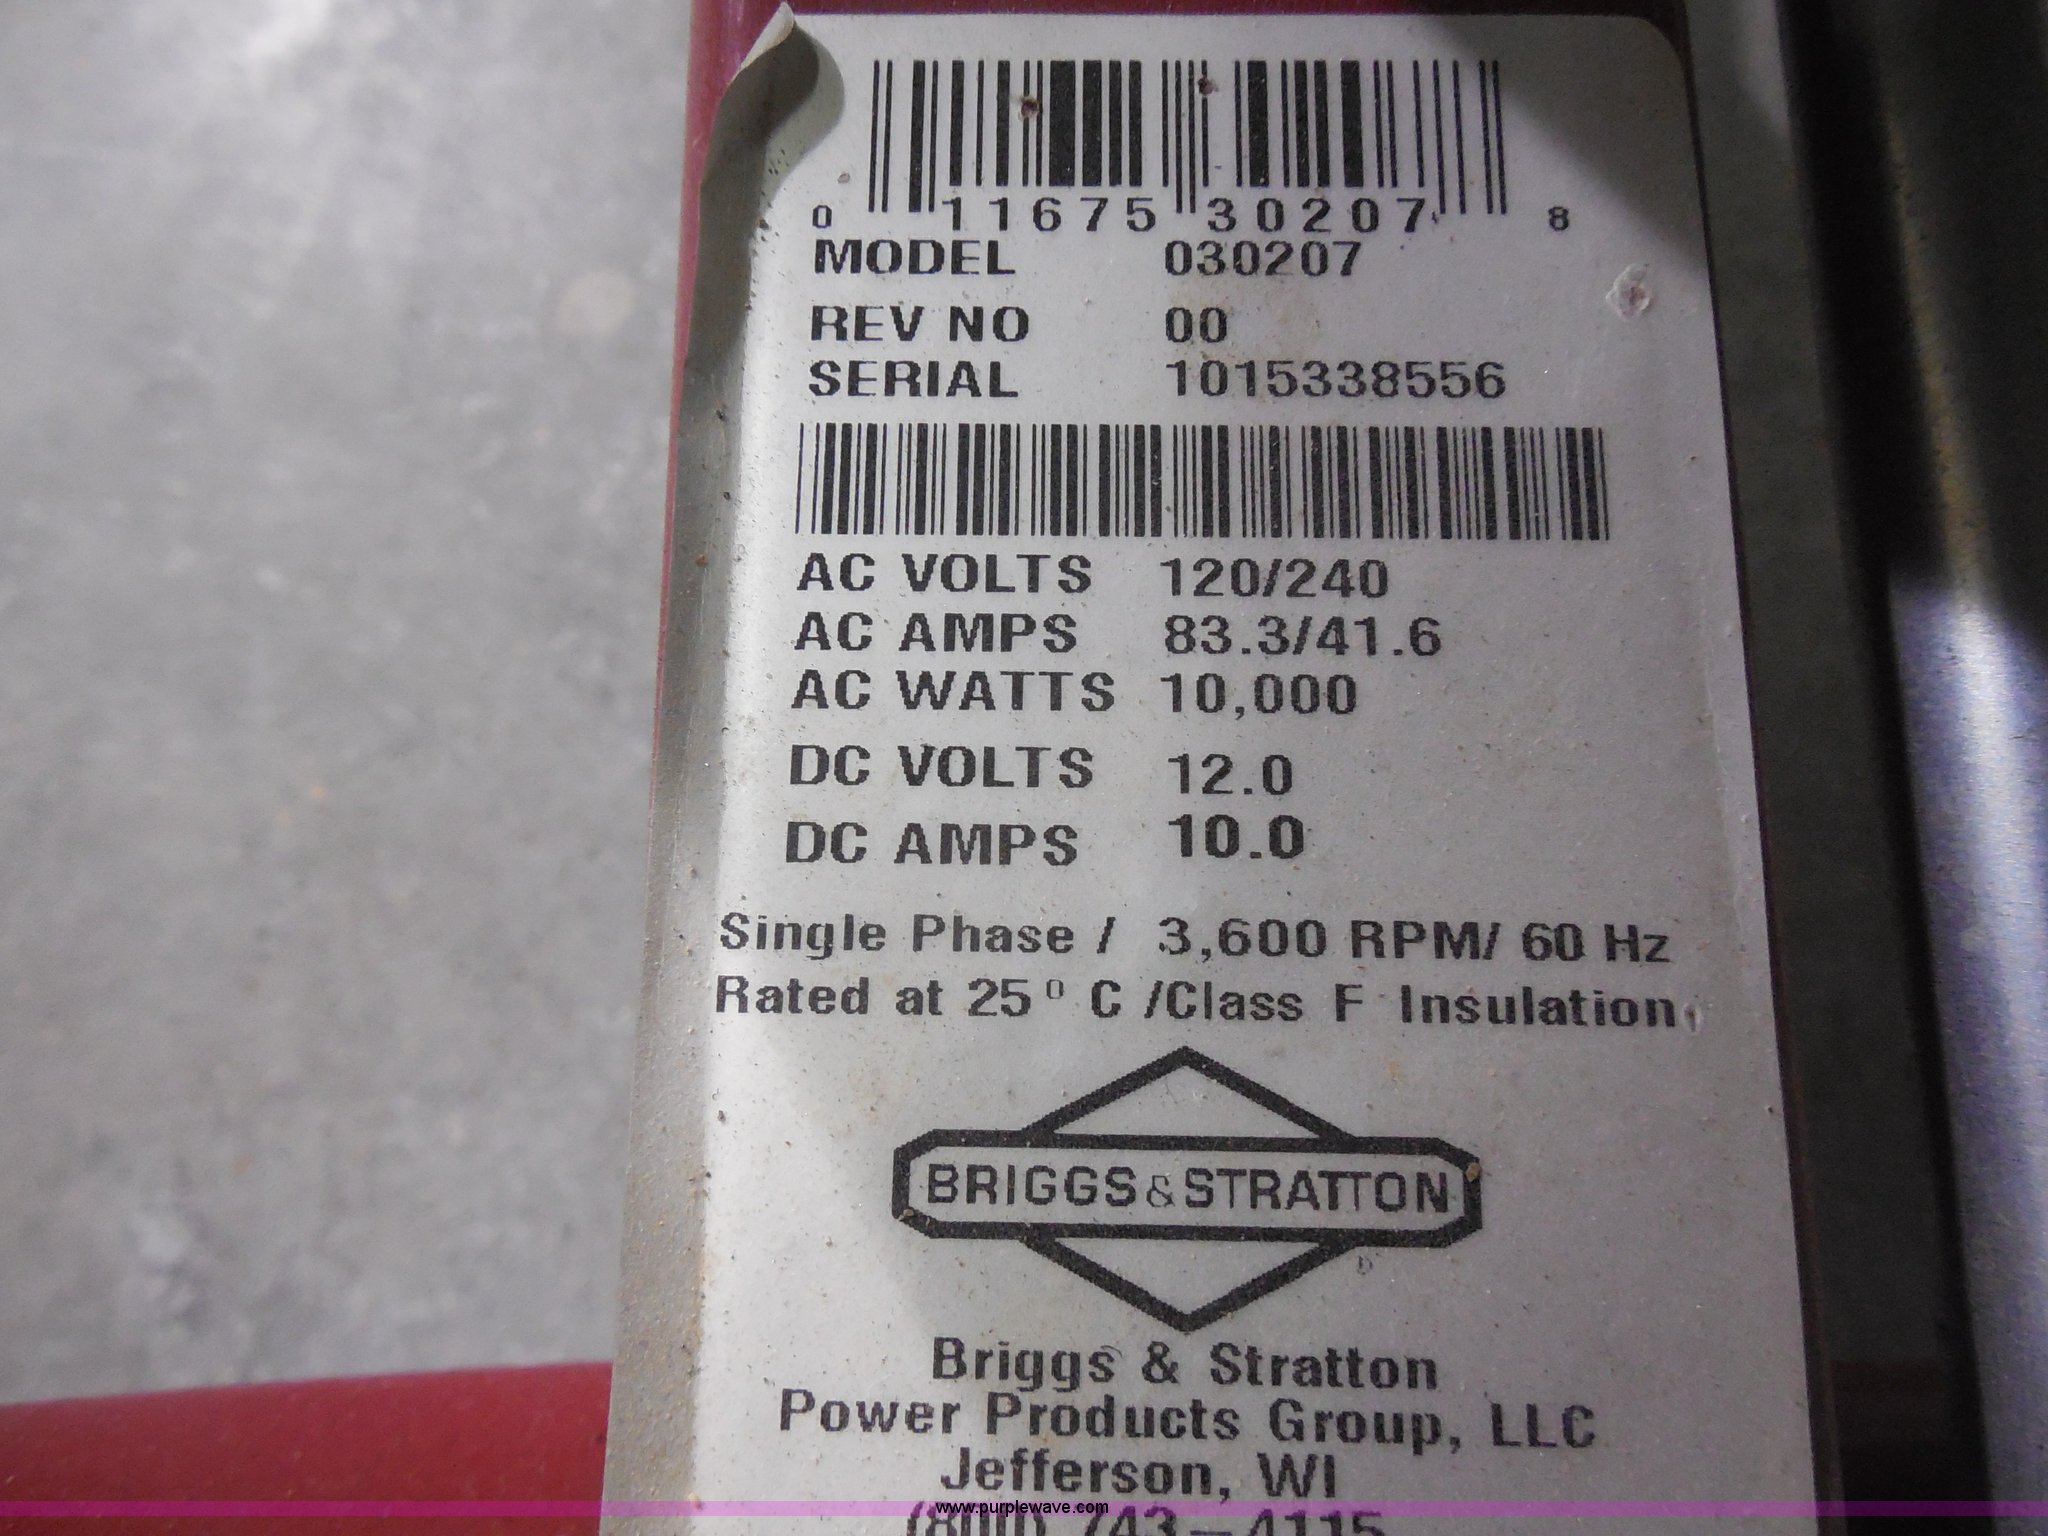 0 11675 30207 8
MODEL 030207
REV NO 00
SERIAL 1015338556
AC VOLTS 120/240
AC AMPS 83.3/41.6
AC WATTS 10,000
DC VOLTS 12.0
DC AMPS 10.0
Single Phase / 3,600 RPM/ 60 Hz
Rated at 25° C /Class F Insulation
BRIGGS & STRATTON
Briggs & Stratton
Power Products Group, LLC
Jefferson, WI
www.purplewave.com
(800) 743-4115